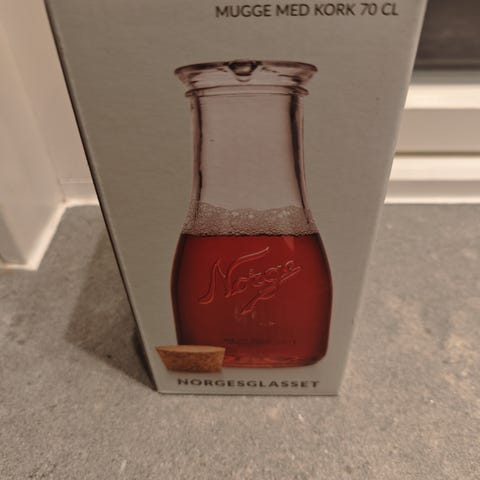 MUGGE MED KORK 70 CL
Norge
NORGESGLASSET